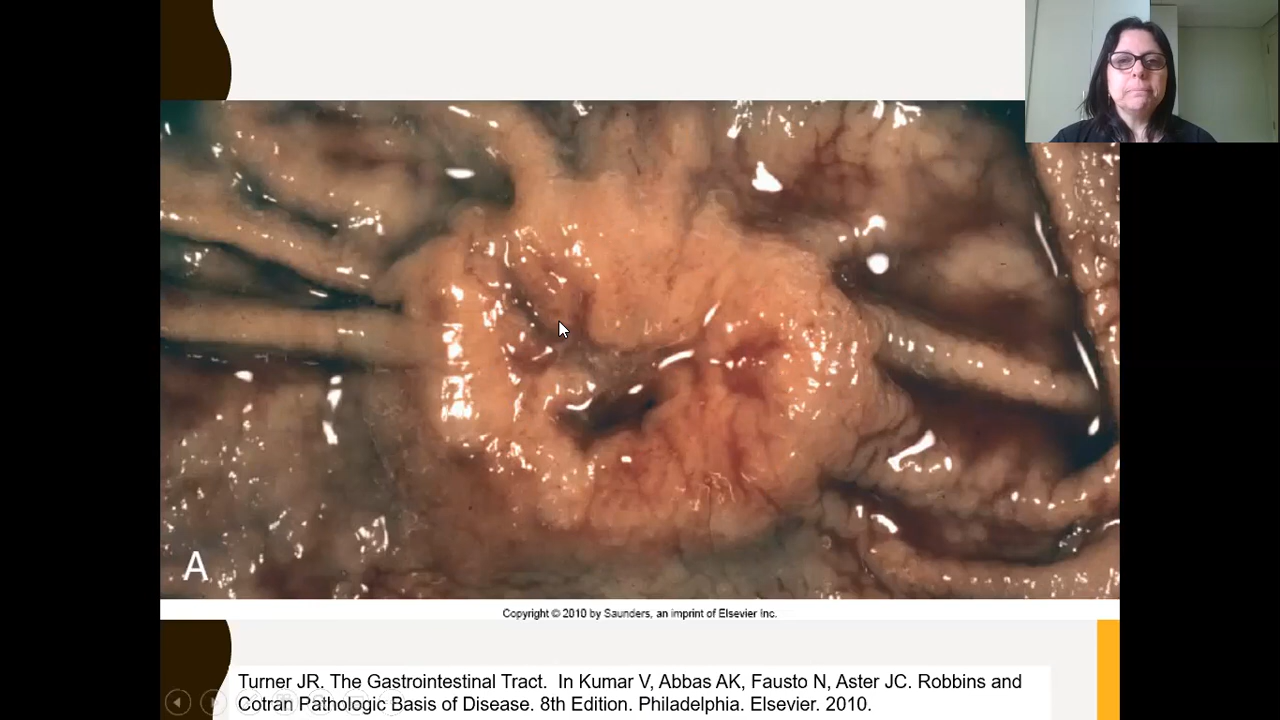 A
Copyright © 2010 by Saunders, an imprint of Elsevier Inc.
Turner JR. The Gastrointestinal Tract. In Kumar V, Abbas AK, Fausto N, Aster JC. Robbins and
Cotran Pathologic Basis of Disease. 8th Edition. Philadelphia. Elsevier. 2010.